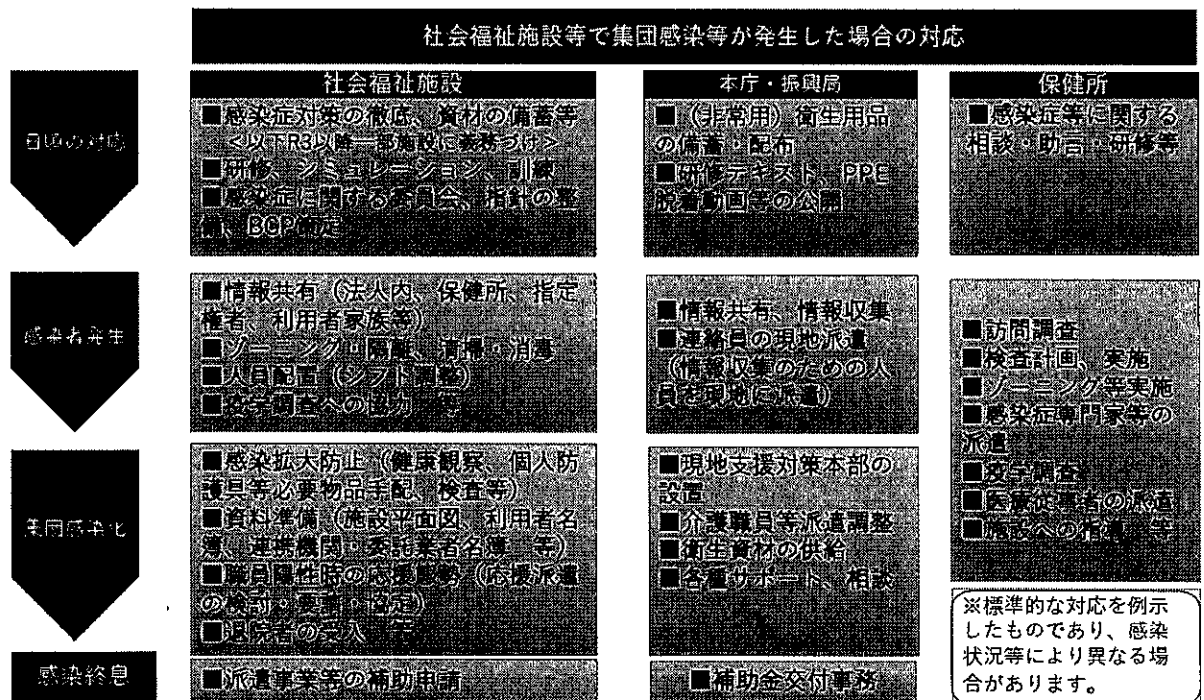 社会福祉施設等で集団感染等が発生した場合の対応
社会福祉施設
本庁・振興局
保健所
日頃の対応
■感染症対策の徹底、資材の備蓄等
<以下R3以降一部施設に義務づけ>
■研修、シミュレーション、訓練
■感染症に関する委員会、指針の整
備、BCP策定
■（非常用）衛生用品
の備蓄・配布
■研修テキスト、PPE
脱着動画等の公開
■感染症等に関する
相談・助言・研修等
感染者発生
■情報共有（法人内、保健所、指定
権者、利用者家族等）
■ゾーニング・隔離、清掃・消毒
■人員配置（シフト調整）
■疫学調査への協力　等
■情報共有、情報収集
■連絡員の現地派遣
（情報収集のための人
員を現地に派遣）
■訪問調査
■検査計画、実施
■ゾーニング等実施
■感染症専門家等の
派遣
■疫学調査
■医療従事者の派遣
■施設への指導　等
集団感染化
■感染拡大防止（健康観察、個人防
護具等必要物品手配、検査等）
■資料準備（施設平面図、利用者名
簿、連携機関・委託業者名簿　等）
■職員陽性時の応援態勢（応援派遣
の検討・要請・協定）
■退院者の受入　等
■現地支援対策本部の
設置
■介護職員等派遣調整
■衛生資材の供給
■各種サポート、相談
※標準的な対応を例示
したものであり、感染
状況等により異なる場
合があります。
感染終息
■派遣事業等の補助申請
■補助金交付事務